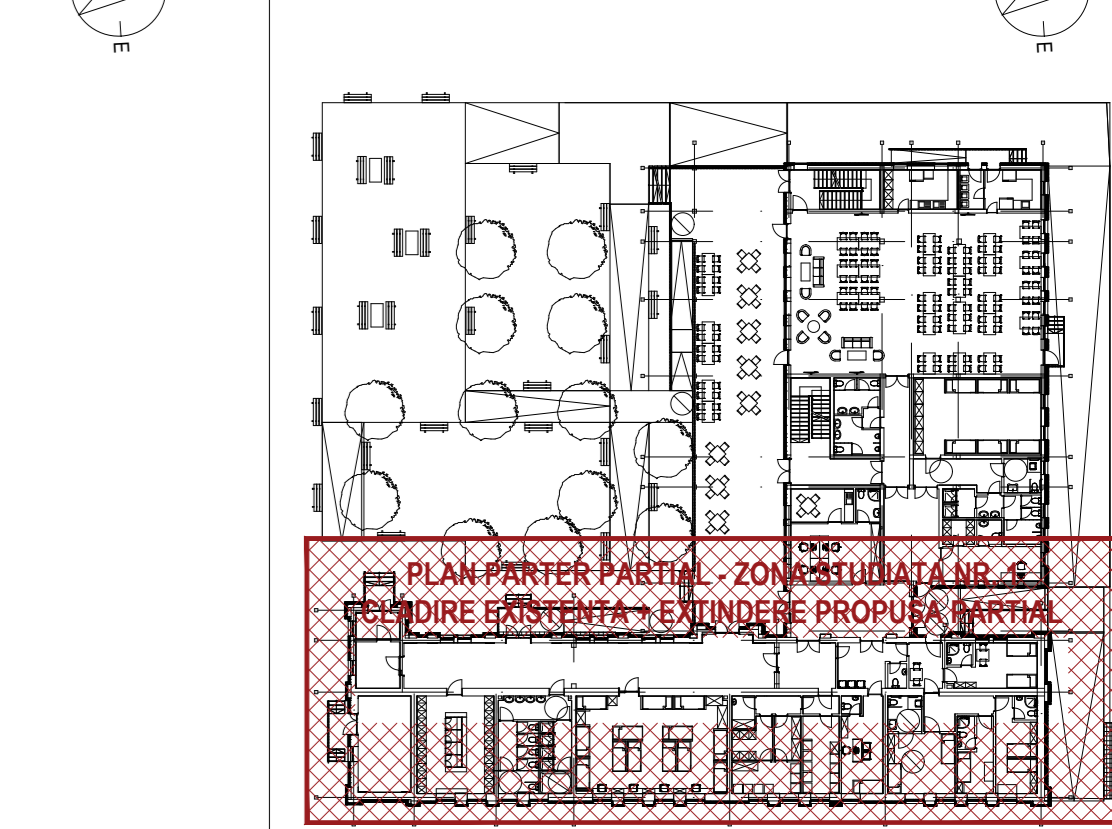 E
E
PLAN PARTER PARTIAL - ZONA STUDIATA NR. 1
CLADIRE EXISTENTA + EXTINDERE PROPUSA PARTIAL